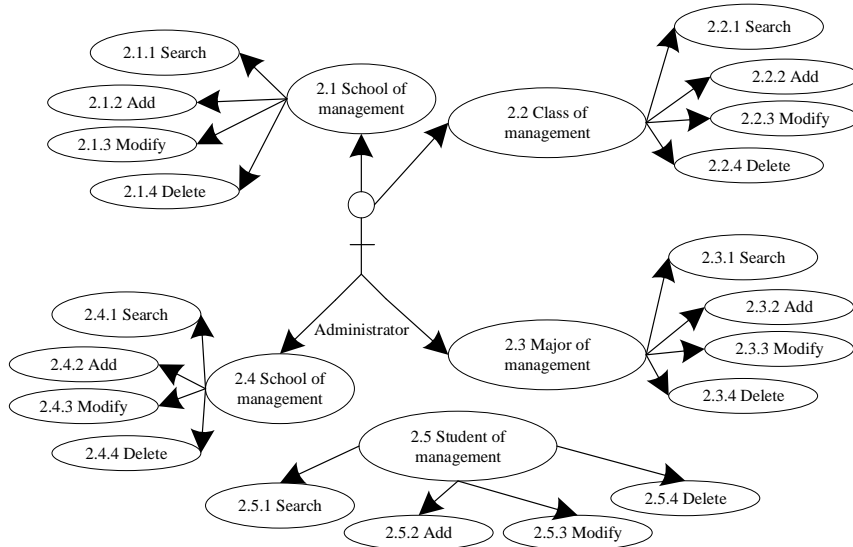 2.1.1 Search
2.1.2 Add
2.1.3 Modify
2.1.4 Delete
2.1 School of
management
2.2 Class of
management
2.2.1 Search
2.2.2 Add
2.2.3 Modify
2.2.4 Delete
Administrator
2.3 Major of
management
2.3.1 Search
2.3.2 Add
2.3.3 Modify
2.3.4 Delete
2.4.1 Search
2.4.2 Add
2.4.3 Modify
2.4.4 Delete
2.4 School of
management
2.5 Student of
management
2.5.1 Search
2.5.2 Add
2.5.3 Modify
2.5.4 Delete